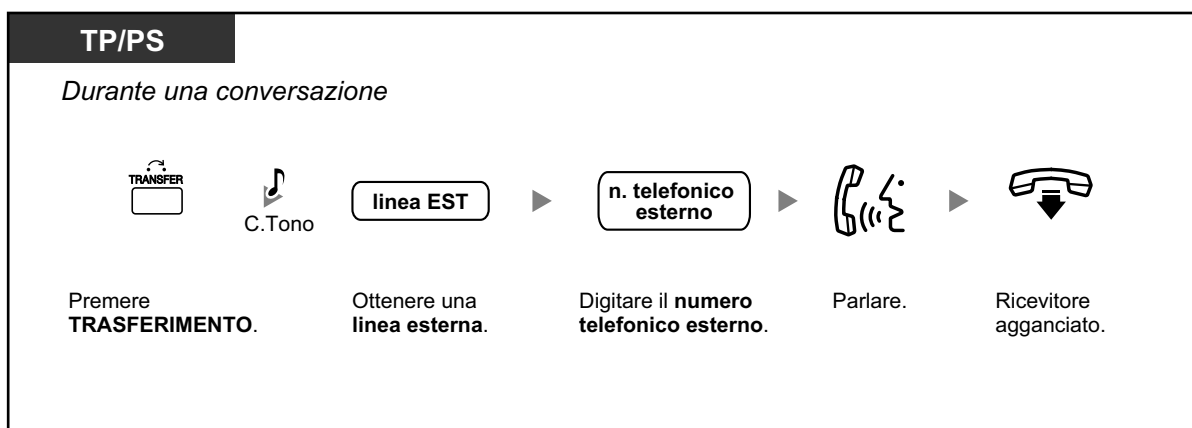 TP/PS
Durante una conversazione
TRANSFER
C.Tono
linea EST
n. telefonico
esterno
Premere
TRASFERIMENTO.
Ottenere una
linea esterna.
Digitare il numero
telefonico esterno.
Parlare.
Ricevitore
agganciato.